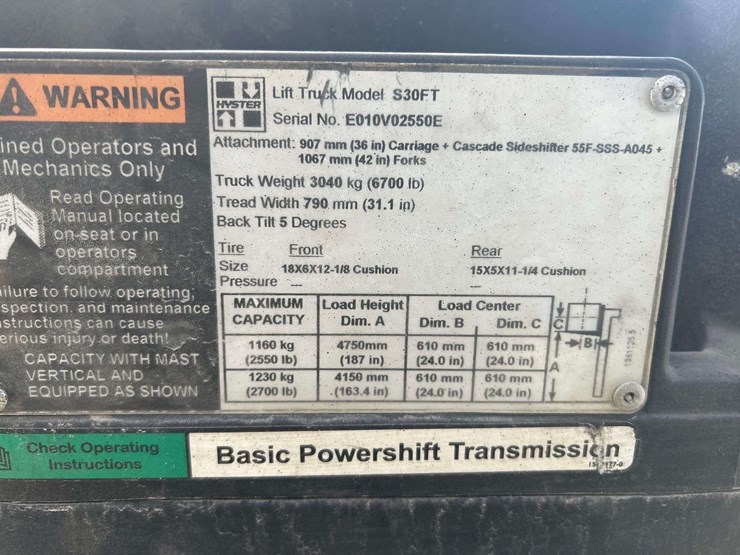 WARNING
ined Operators and
Mechanics Only
Read Operating
Manual located
on-seat or in
operators
compartment
ailure to follow operating,
spection, and maintenance
nstructions can cause
erious injury or death!
CAPACITY WITH MAST
VERTICAL AND
EQUIPPED AS SHOWN
HYSTER
Lift Truck Model S30FT
Serial No. E010V02550E
Attachment: 907 mm (36 in) Carriage + Cascade Sideshifter 55F-SSS-A045 +
1067 mm (42 in) Forks
Truck Weight 3040 kg (6700 lb)
Tread Width 790 mm (31.1 in)
Back Tilt 5 Degrees
Tire Front Rear
Size 18X6X12-1/8 Cushion 15X5X11-1/4 Cushion
Pressure --- ---
MAXIMUM Load Height Load Center
CAPACITY Dim. A Dim. B Dim. C
1160 kg 4750mm 610 mm 610 mm
(2550 lb) (187 in) (24.0 in) (24.0 in)
1230 kg 4150 mm 610 mm 610 mm
(2700 lb) (163.4 in) (24.0 in) (24.0 in)
C
B
A
Check Operating
Instructions
Basic Powershift Transmission